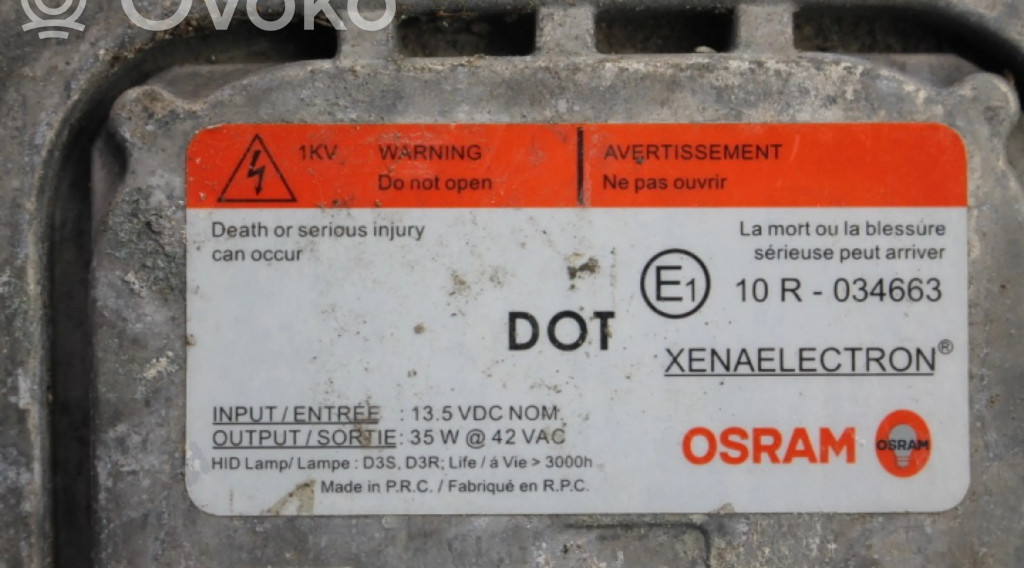 Ovoko
1KV WARNING AVERTISSEMENT
Do not open Ne pas ouvrir
Death or serious injury
can occur
La mort ou la blessure
sérieuse peut arriver
E1 10 R - 034663
DOT
XENAELECTRON®
INPUT / ENTRÉE : 13.5 VDC NOM.
OUTPUT / SORTIE : 35 W @ 42 VAC
HID Lamp/ Lampe : D3S, D3R; Life / á Vie > 3000h
Made in P.R.C. / Fabriqué en R.P.C.
OSRAM OSRAM